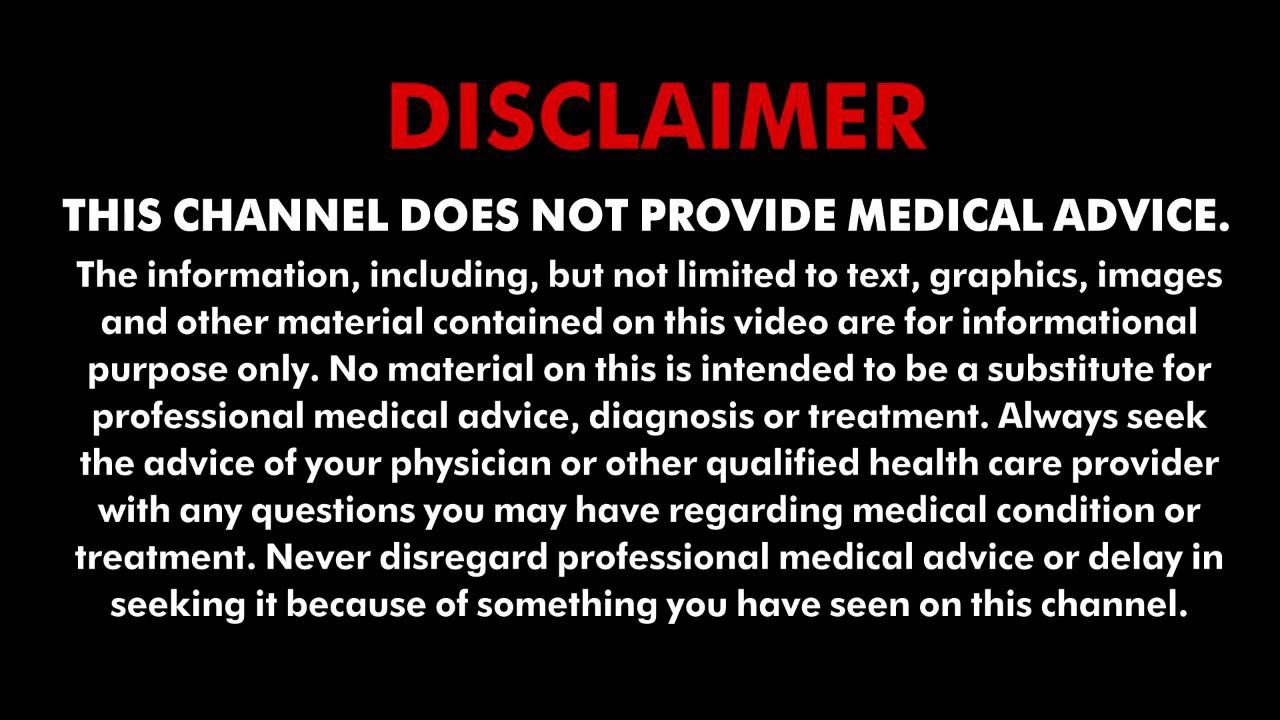 DISCLAIMER
THIS CHANNEL DOES NOT PROVIDE MEDICAL ADVICE.
The information, including, but not limited to text, graphics, images
and other material contained on this video are for informational
purpose only. No material on this is intended to be a substitute for
professional medical advice, diagnosis or treatment. Always seek
the advice of your physician or other qualified health care provider
with any questions you may have regarding medical condition or
treatment. Never disregard professional medical advice or delay in
seeking it because of something you have seen on this channel.